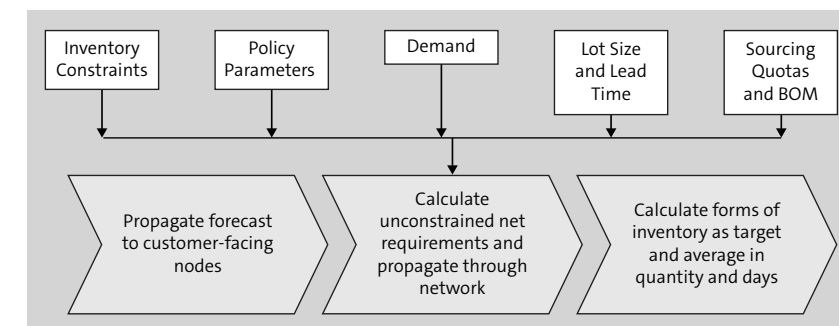 Inventory
Constraints
Policy
Parameters
Demand
Lot Size
and Lead
Time
Sourcing
Quotas
and BOM
Propagate forecast
to customer-facing
nodes
Calculate
unconstrained net
requirements and
propagate through
network
Calculate forms of
inventory as target
and average in
quantity and days